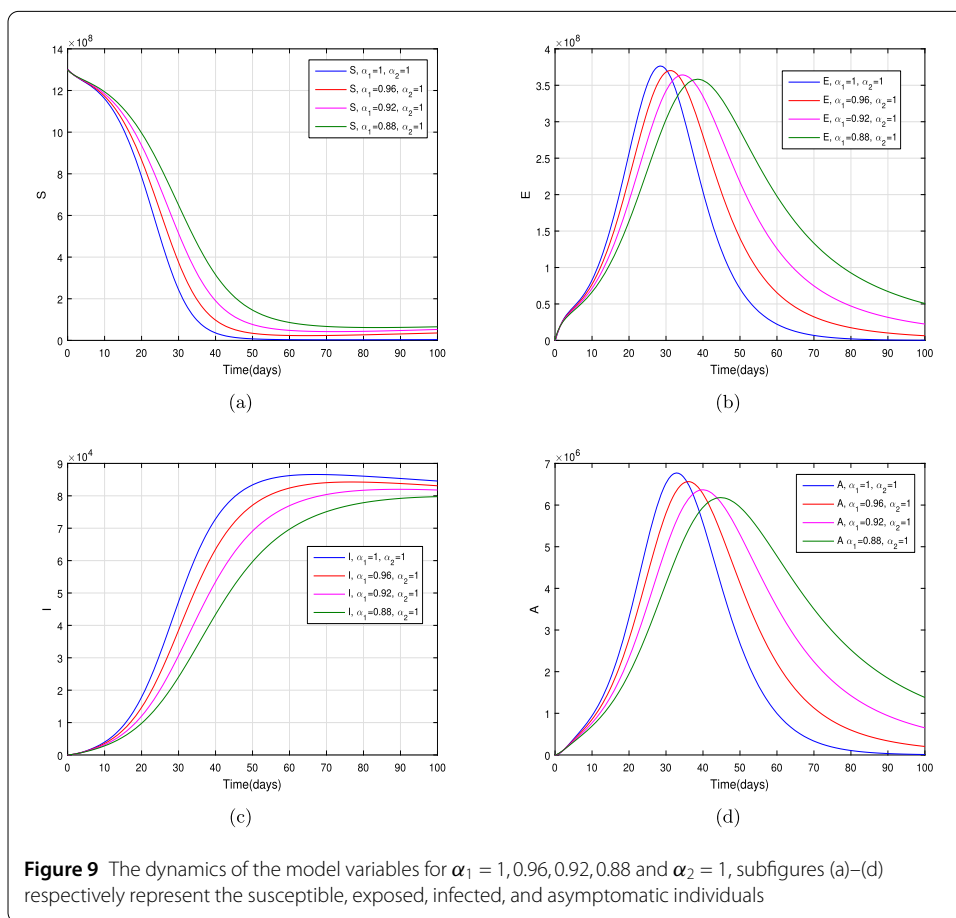 ×10⁸
14
12
10
8
6
4
2
0
S
0 10 20 30 40 50 60 70 80 90 100
Time(days)
S, α₁=1, α₂=1
S, α₁=0.96, α₂=1
S, α₁=0.92, α₂=1
S, α₁=0.88, α₂=1
(a)
×10⁸
4
3.5
3
2.5
2
1.5
1
0.5
0
E
0 10 20 30 40 50 60 70 80 90 100
Time(days)
E, α₁=1, α₂=1
E, α₁=0.96, α₂=1
E, α₁=0.92, α₂=1
E, α₁=0.88, α₂=1
(b)
×10⁴
9
8
7
6
5
4
3
2
1
0
I
0 10 20 30 40 50 60 70 80 90 100
Time(days)
I, α₁=1, α₂=1
I, α₁=0.96, α₂=1
I, α₁=0.92, α₂=1
I, α₁=0.88, α₂=1
(c)
×10⁶
7
6
5
4
3
2
1
0
A
0 10 20 30 40 50 60 70 80 90 100
Time(days)
A, α₁=1, α₂=1
A, α₁=0.96, α₂=1
A, α₁=0.92, α₂=1
A α₁=0.88, α₂=1
(d)
Figure 9 The dynamics of the model variables for α₁ = 1, 0.96, 0.92, 0.88 and α₂ = 1, subfigures (a)–(d)
respectively represent the susceptible, exposed, infected, and asymptomatic individuals